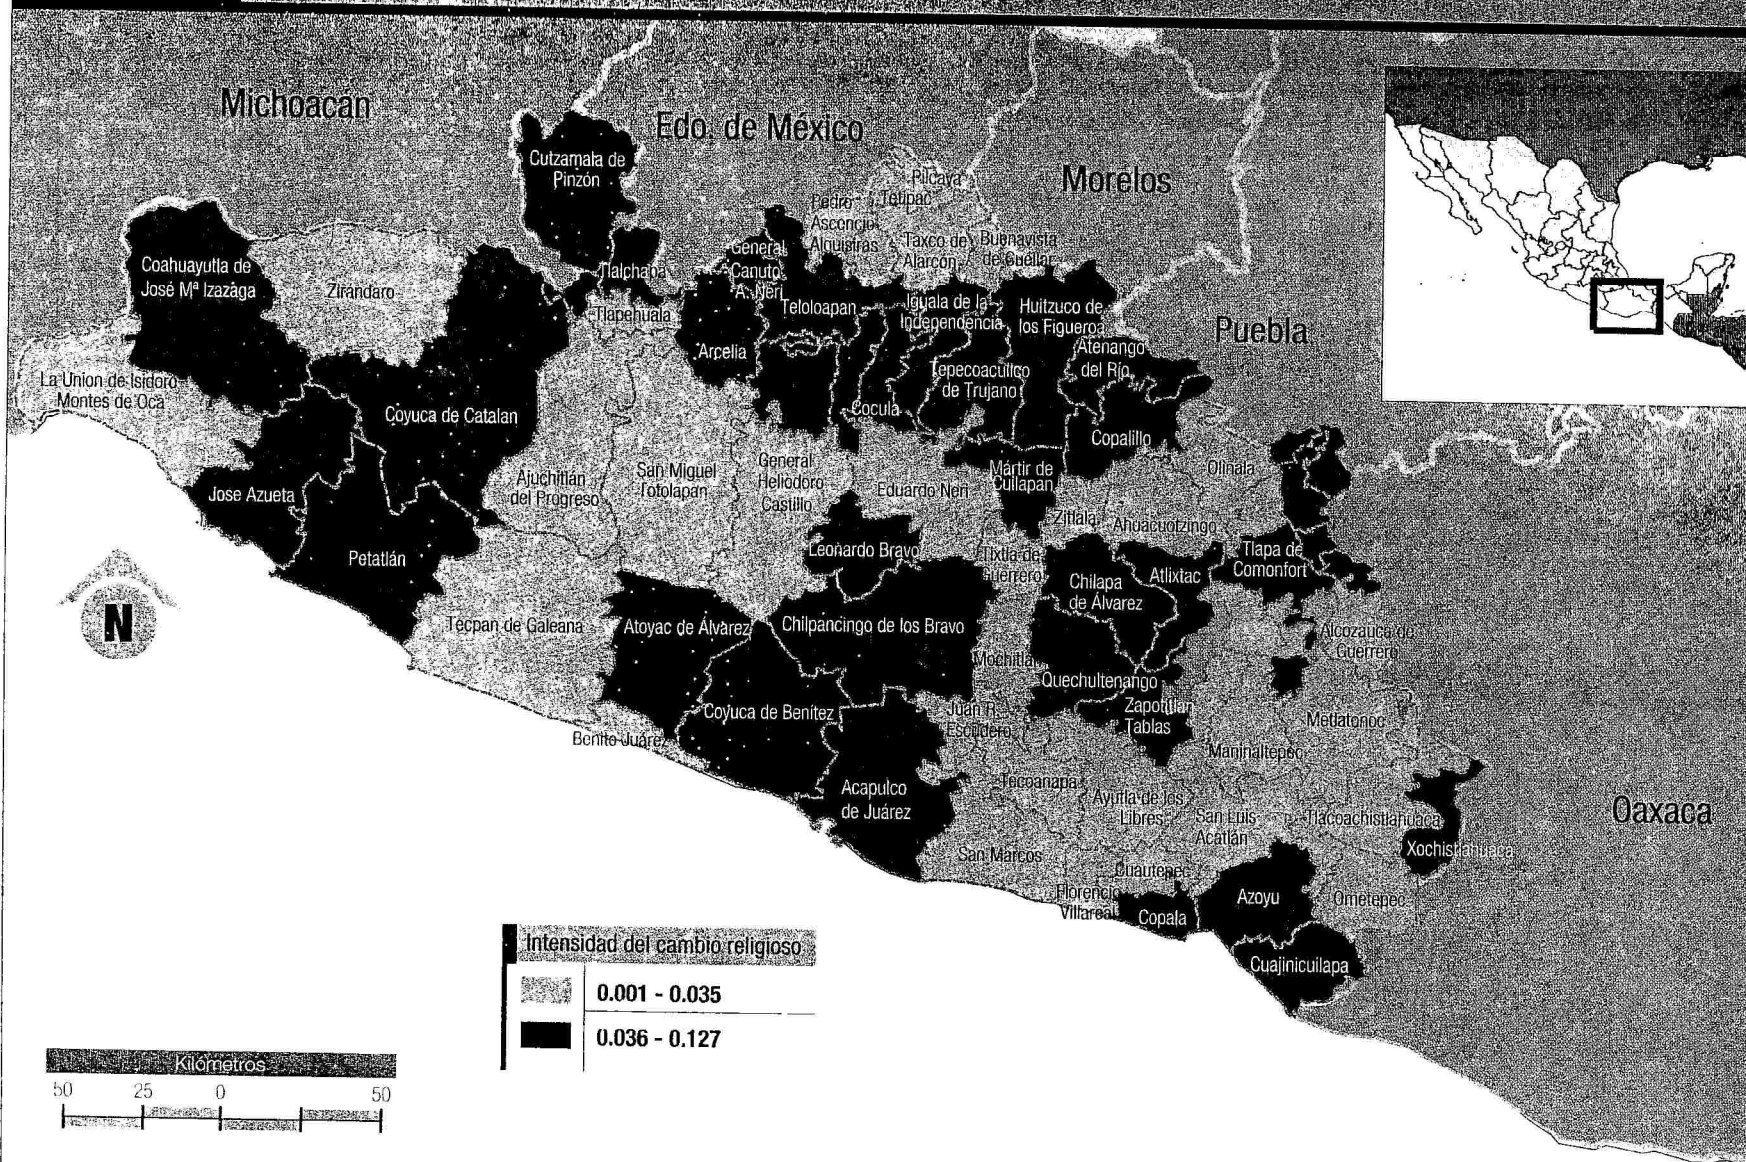 Michoacán
Edo. de México
Morelos
Puebla
Oaxaca
Cutzamala de
Pinzón
Pilcaya
Tetipac
Pedro
Ascencio
Alquisiras
Taxco de
Alarcón
Buenavista
de Cuéllar
Coahuayutla de
José Mª Izazaga
Zirandaro
Tlalchapa
General
Canuto
A. Neri
Tlapehuala
Teloloapan
Iguala de la
Independencia
Huitzuco de
los Figueroa
Arcelia
Atenango
del Río
Tepecoacuilco
de Trujano
La Union de Isidoro
Montes de Oca
Coyuca de Catalan
Cocula
Copalillo
Jose Azueta
Ajuchitlán
del Progreso
San Miguel
Totolapan
General
Heliodoro
Castillo
Eduardo Neri
Mártir de
Cuilapan
Olinala
Zitlala
Ahuacuotzingo
Petatlán
Leonardo Bravo
Tixtla de
Guerrero
Chilapa
de Álvarez
Atlixtac
Tlapa de
Comonfort
N
Técpan de Galeana
Atoyac de Álvarez
Chilpancingo de los Bravo
Mochitlán
Alcozauca de
Guerrero
Quechultenango
Zapotitlán
Tablas
Coyuca de Benítez
Juan R.
Escudero
Metlatonoc
Benito Juárez
Maninaltepec
Acapulco
de Juárez
Tecoanapa
Ayutla de los
Libres
San Luis
Acatlán
Tlacoachistlahuaca
Xochistlahuaca
San Marcos
Cuautepec
Florencio
Villareal
Copala
Azoyu
Ometepec
Cuajinicuilapa
Intensidad del cambio religioso
0.001 - 0.035
0.036 - 0.127
Kilómetros
50 25 0 50